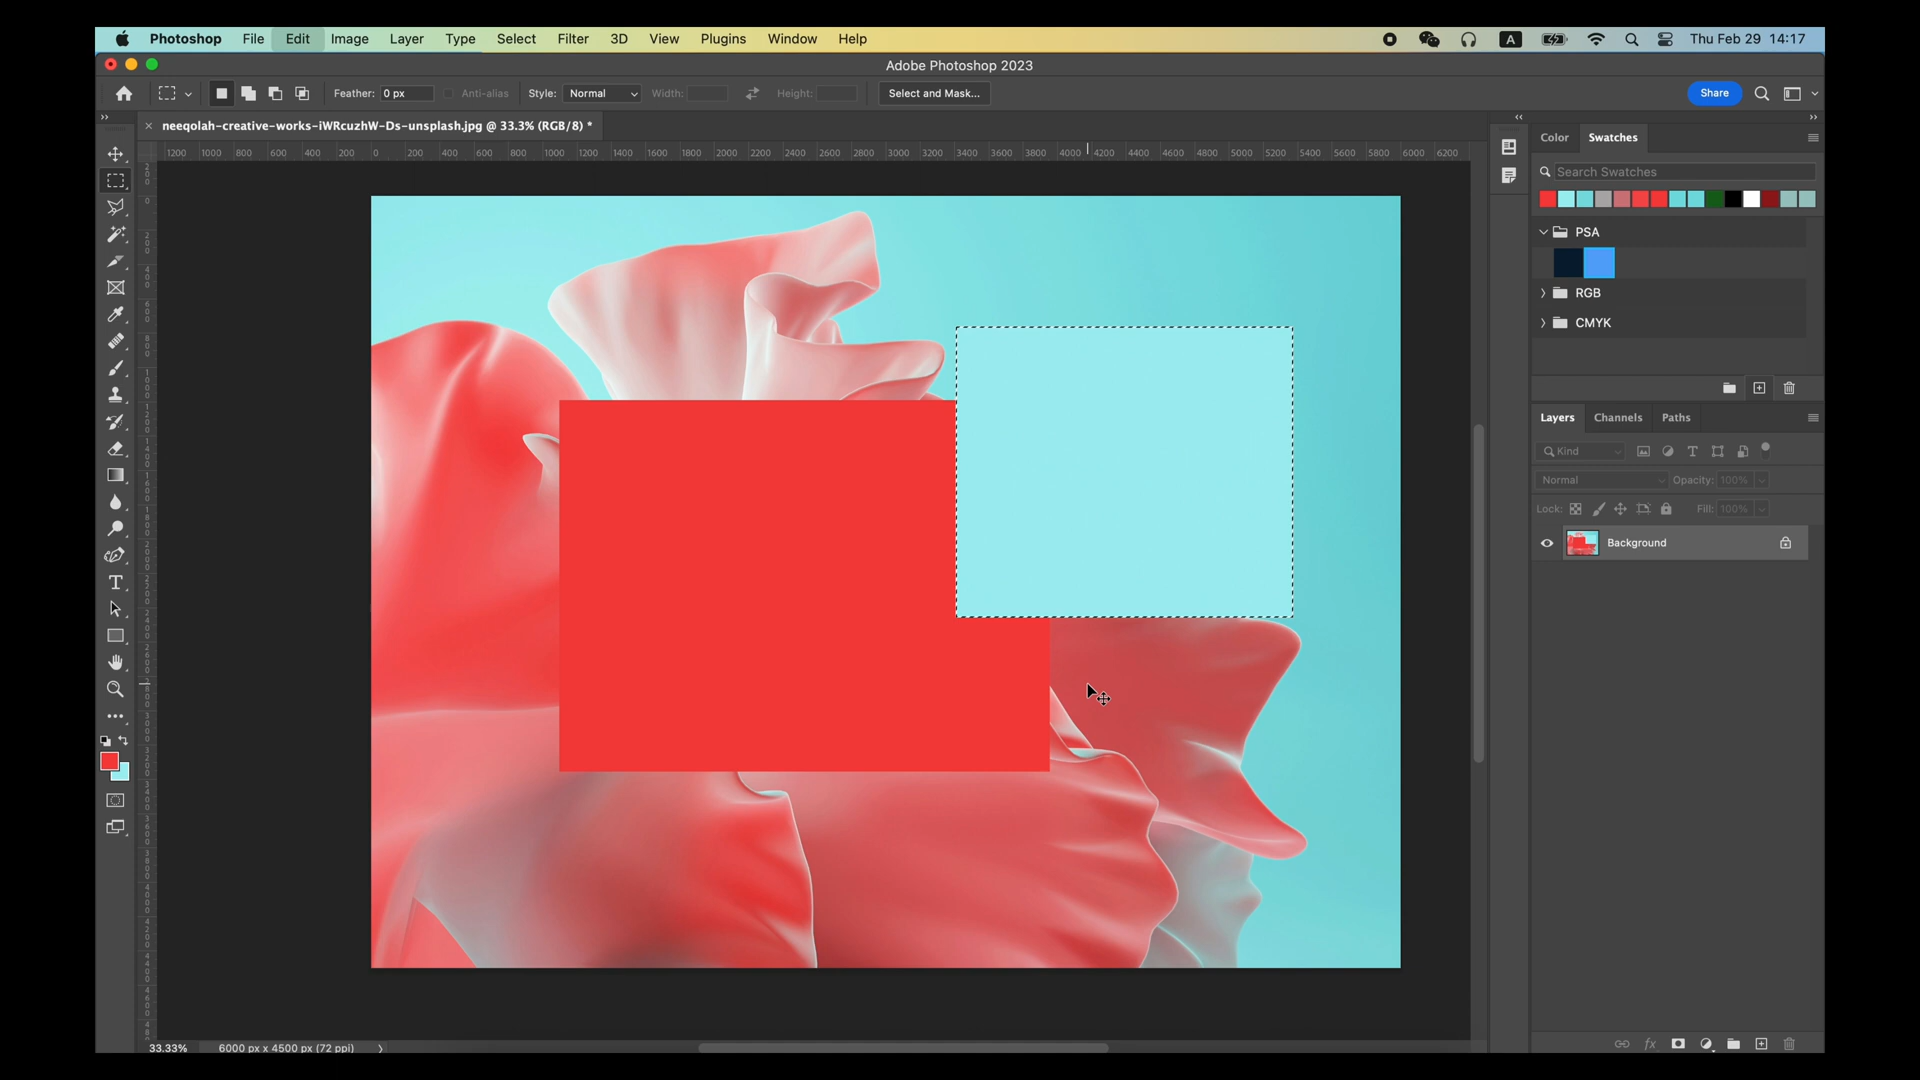 Photoshop File Edit Image Layer Type Select Filter 3D View Plugins Window Help A Thu Feb 29 14:17
Adobe Photoshop 2023
Feather: 0 px Anti-alias Style: Normal Width: Height: Select and Mask... Share
neeqolah-creative-works-iWRcuzhW-Ds-unsplash.jpg @ 33.3% (RGB/8) *
Color Swatches
1200 1000 800 600 400 200 0 200 400 600 800 1000 1200 1400 1600 1800 2000 2200 2400 2600 2800 3000 3200 3400 3600 3800 4000 4200 4400 4600 4800 5000 5200 5400 5600 5800 6000 6200
Search Swatches
PSA
RGB
CMYK
Layers Channels Paths
Kind
Normal Opacity: 100%
Lock: Fill: 100%
Background
33.33% 6000 px x 4500 px (72 ppi)
fx